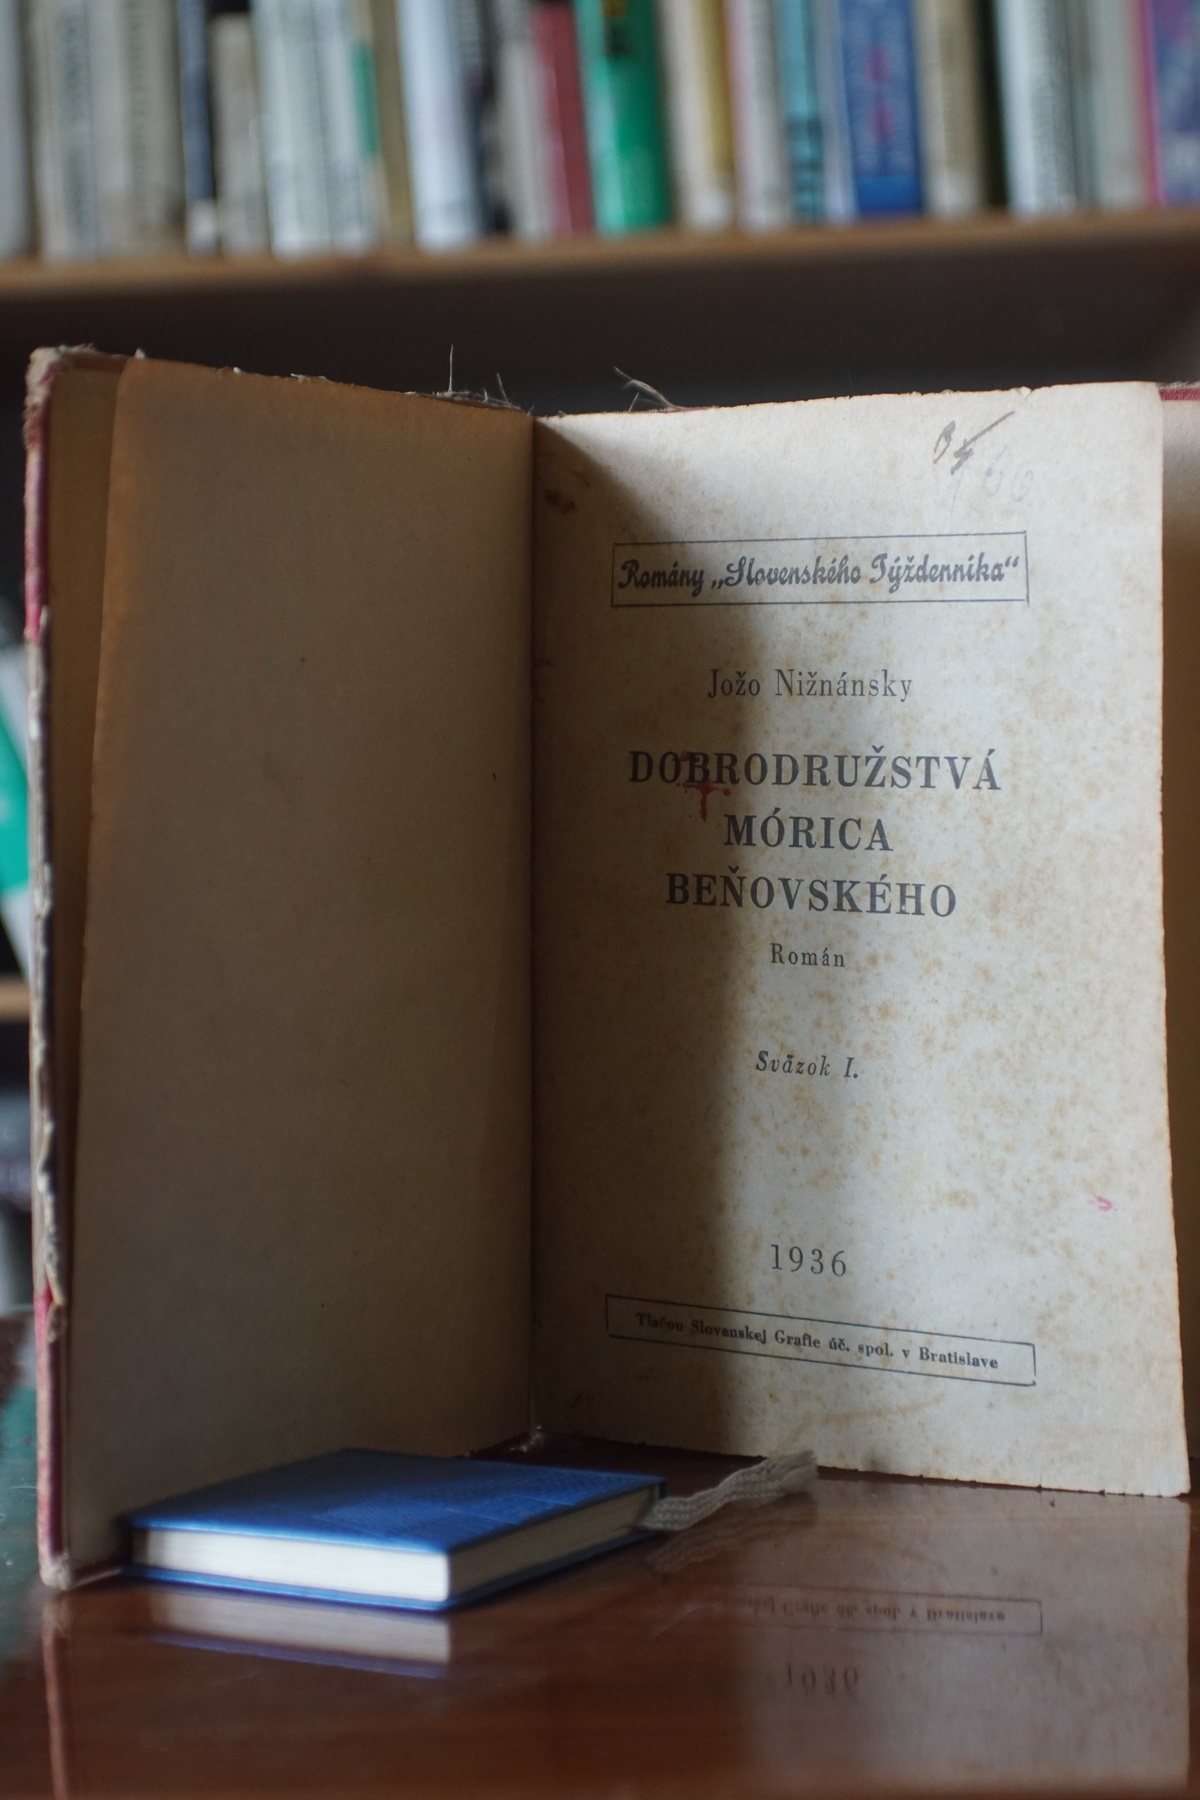 Romány „Slovenského Týždenníka“
Jožo Nižnánsky
DOBRODRUŽSTVÁ
MÓRICA
BEŇOVSKÉHO
Román
Sväzok I.
1936
Tlačou Slovenskej Grafie úč. spol. v Bratislave